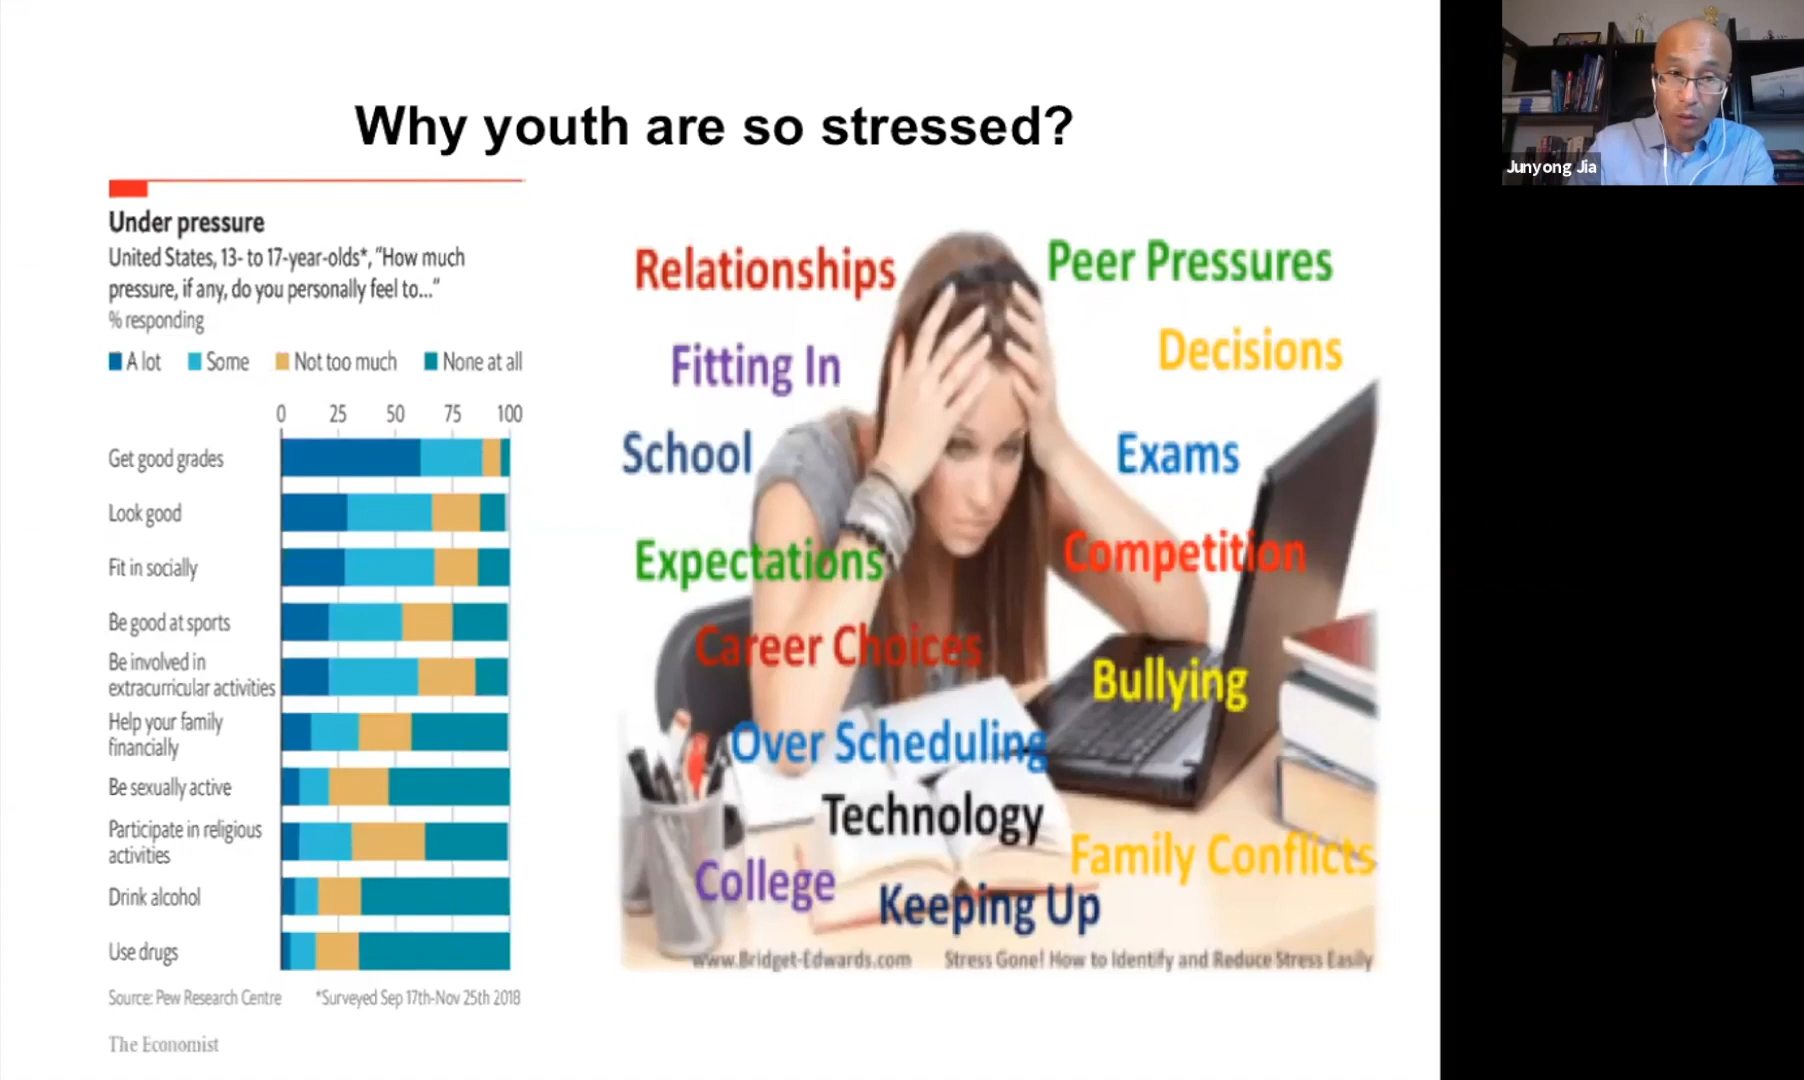 Why youth are so stressed?
Under pressure
United States, 13- to 17-year-olds*, "How much
pressure, if any, do you personally feel to..."
% responding
A lot Some Not too much None at all
0 25 50 75 100
Get good grades
Look good
Fit in socially
Be good at sports
Be involved in
extracurricular activities
Help your family
financially
Be sexually active
Participate in religious
activities
Drink alcohol
Use drugs
Source: Pew Research Centre *Surveyed Sep 17th-Nov 25th 2018
The Economist
Relationships
Peer Pressures
Fitting In
Decisions
School
Exams
Expectations
Competition
Career Choices
Bullying
Over Scheduling
Technology
Family Conflicts
College
Keeping Up
www.Bridget-Edwards.com Stress Gone! How to Identify and Reduce Stress Easily
Junyong Jia